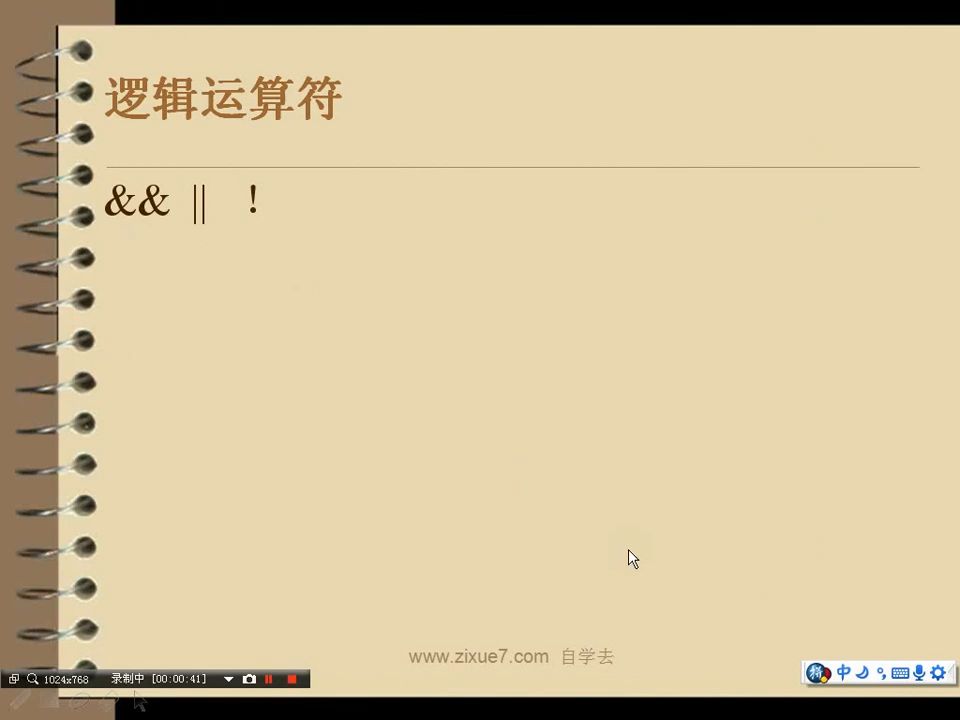 逻辑运算符
&& || !
www.zixue7.com 自学去
1024x768 录制中 [00:00:41]
拼 中